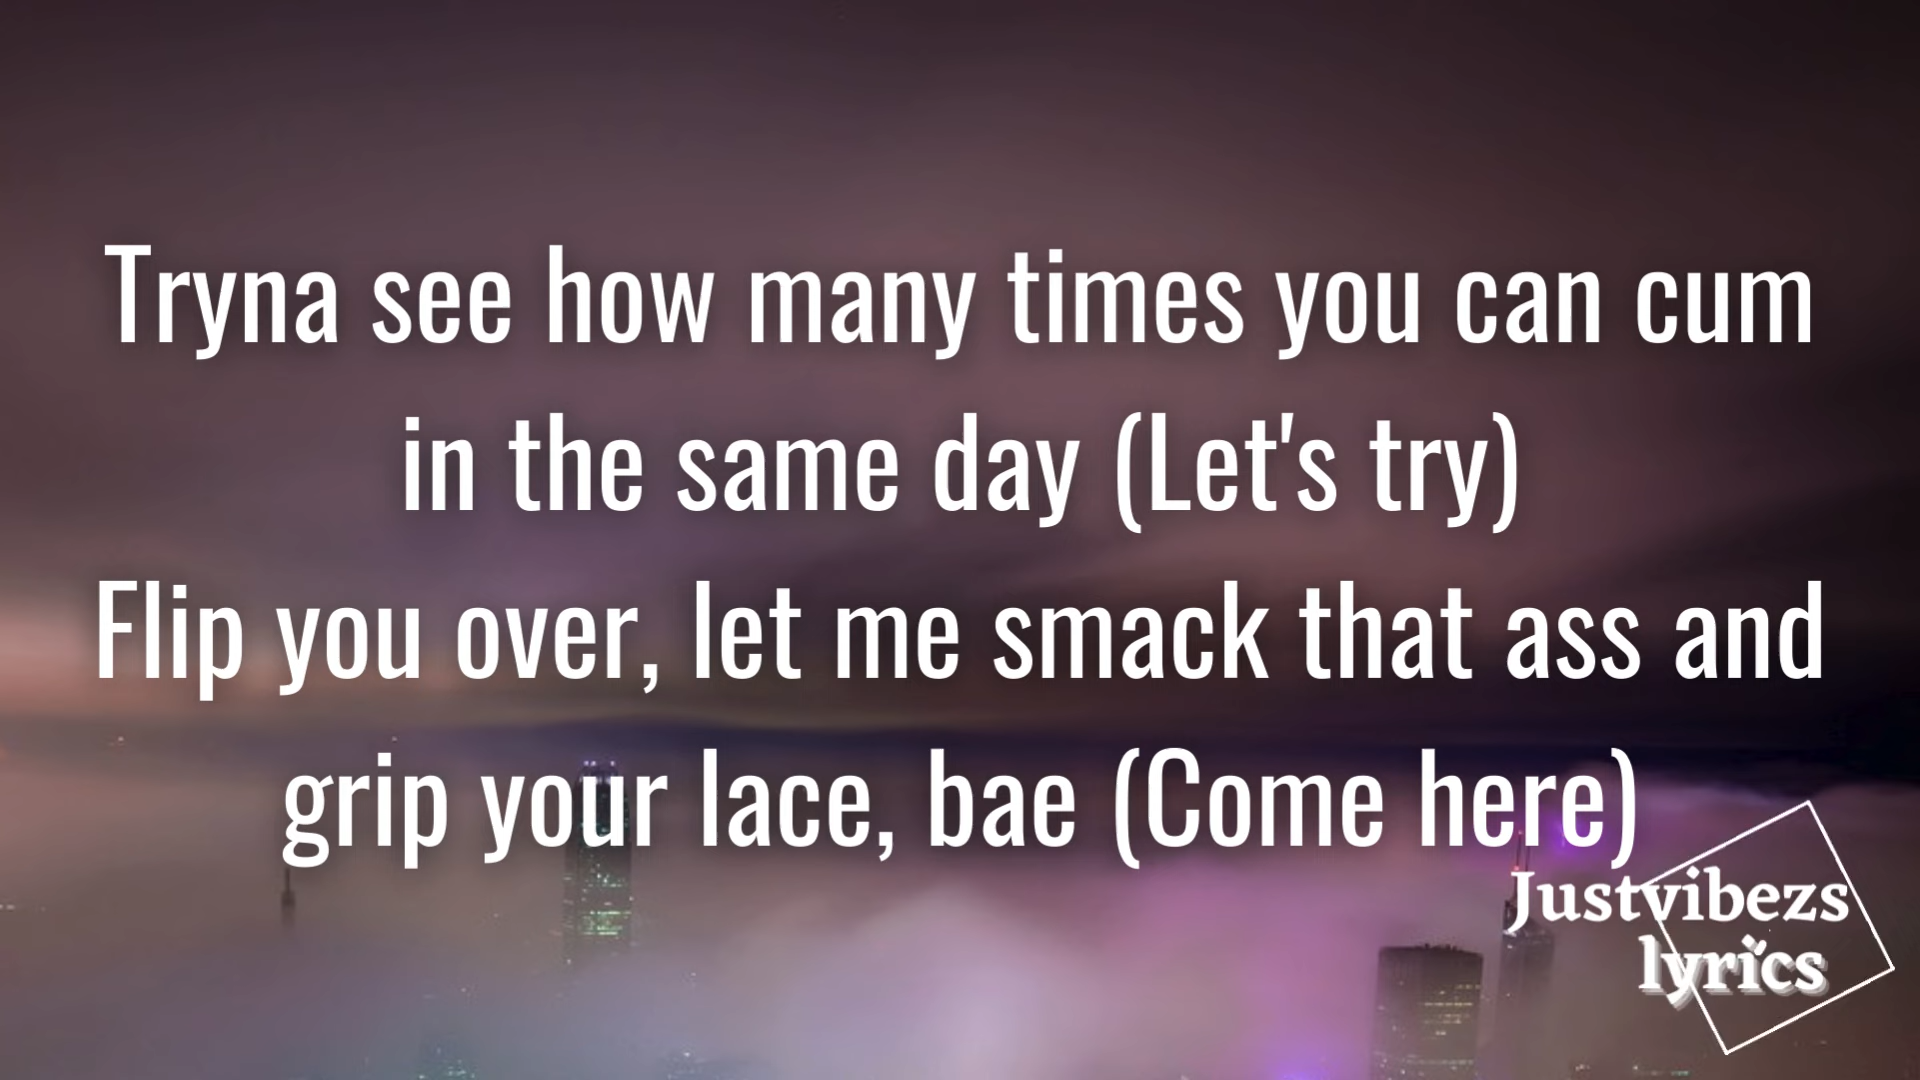 Tryna see how many times you can cum
in the same day (Let's try)
Flip you over, let me smack that ass and
grip your lace, bae (Come here)
Justvibezs
lyrics